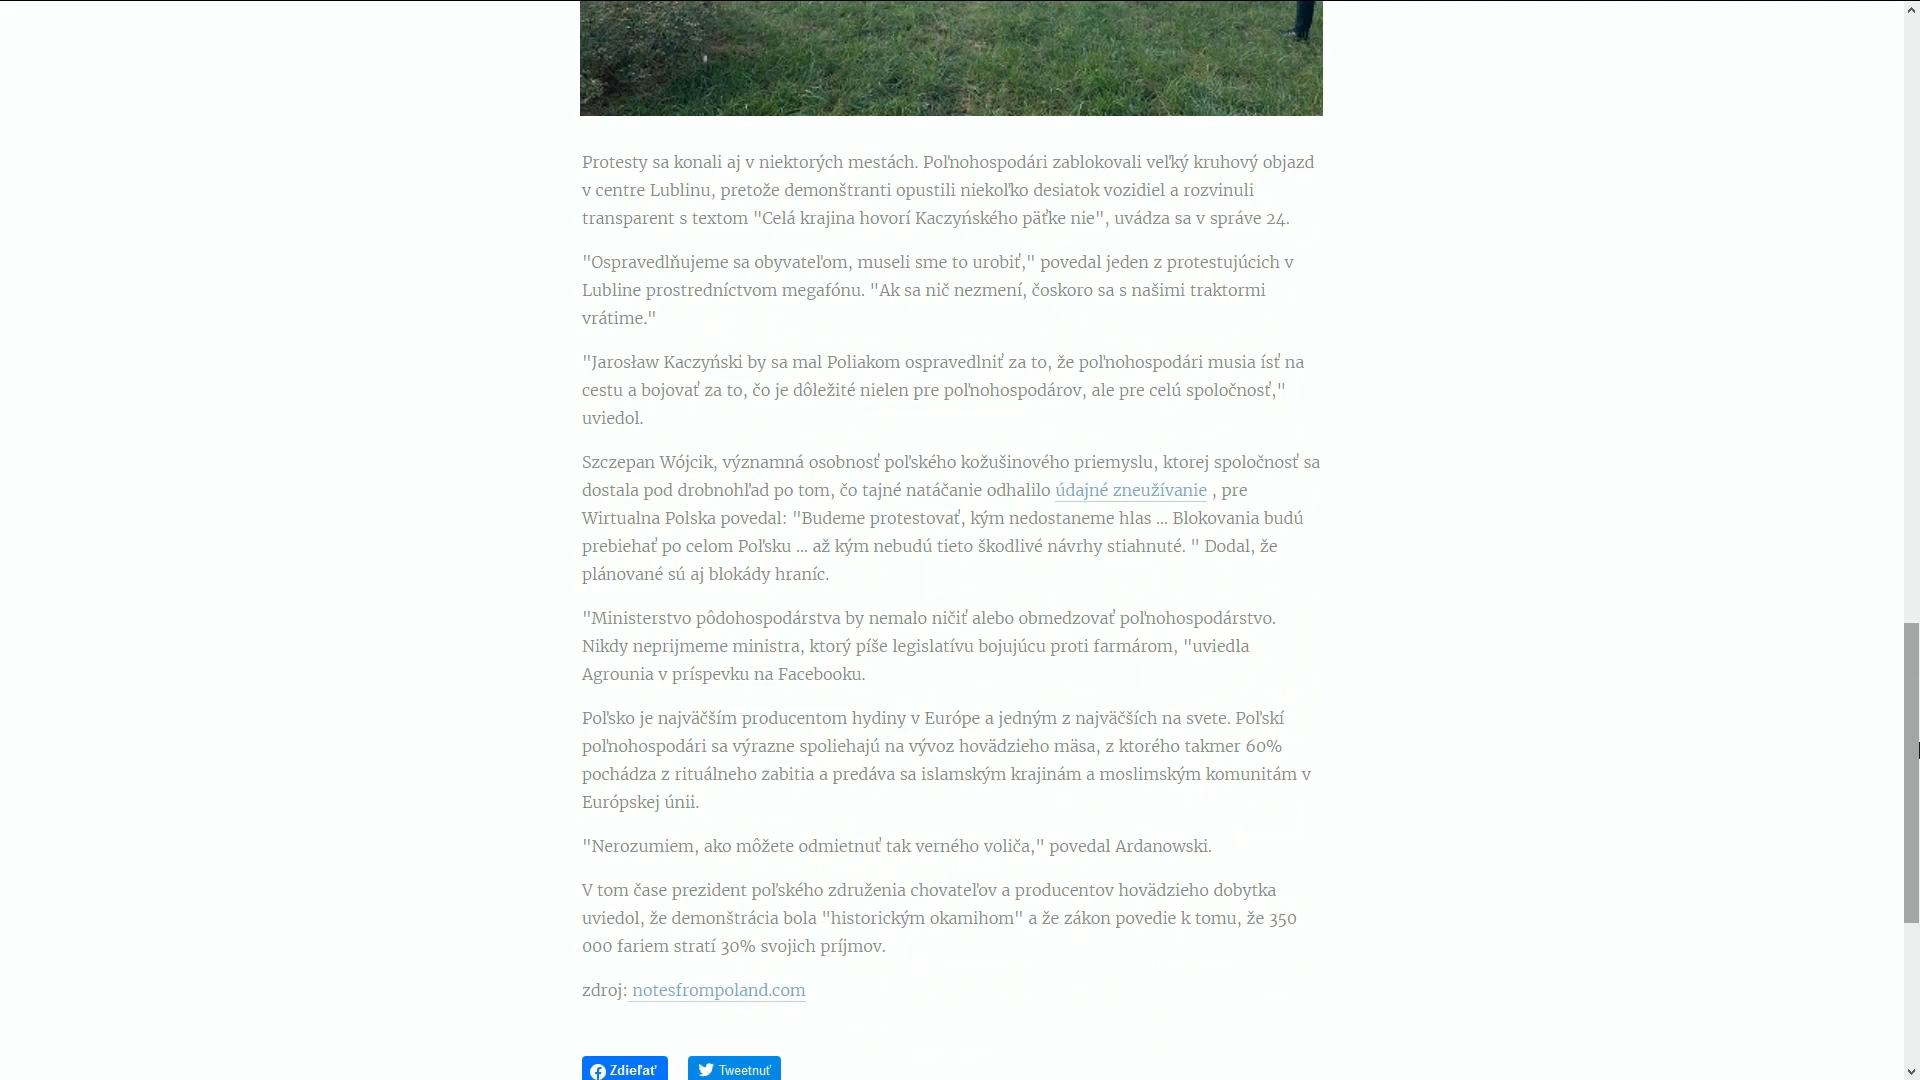 Protesty sa konali aj v niektorých mestách. Poľnohospodári zablokovali veľký kruhový objazd
v centre Lublinu, pretože demonštranti opustili niekoľko desiatok vozidiel a rozvinuli
transparent s textom "Celá krajina hovorí Kaczyńského päťke nie", uvádza sa v správe 24.
"Ospravedlňujeme sa obyvateľom, museli sme to urobiť," povedal jeden z protestujúcich v
Lubline prostredníctvom megafónu. "Ak sa nič nezmení, čoskoro sa s našimi traktormi
vrátime."
"Jarosław Kaczyński by sa mal Poliakom ospravedlniť za to, že poľnohospodári musia ísť na
cestu a bojovať za to, čo je dôležité nielen pre poľnohospodárov, ale pre celú spoločnosť,"
uviedol.
Szczepan Wójcik, významná osobnosť poľského kožušinového priemyslu, ktorej spoločnosť sa
dostala pod drobnohľad po tom, čo tajné natáčanie odhalilo údajné zneužívanie , pre
Wirtualna Polska povedal: "Budeme protestovať, kým nedostaneme hlas ... Blokovania budú
prebiehať po celom Poľsku ... až kým nebudú tieto škodlivé návrhy stiahnuté. " Dodal, že
plánované sú aj blokády hraníc.
"Ministerstvo pôdohospodárstva by nemalo ničiť alebo obmedzovať poľnohospodárstvo.
Nikdy neprijmeme ministra, ktorý píše legislatívu bojujúcu proti farmárom, "uviedla
Agrounia v príspevku na Facebooku.
Poľsko je najväčším producentom hydiny v Európe a jedným z najväčších na svete. Poľskí
poľnohospodári sa výrazne spoliehajú na vývoz hovädzieho mäsa, z ktorého takmer 60%
pochádza z rituálneho zabitia a predáva sa islamským krajinám a moslimským komunitám v
Európskej únii.
"Nerozumiem, ako môžete odmietnuť tak verného voliča," povedal Ardanowski.
V tom čase prezident poľského združenia chovateľov a producentov hovädzieho dobytka
uviedol, že demonštrácia bola "historickým okamihom" a že zákon povedie k tomu, že 350
000 fariem stratí 30% svojich príjmov.
zdroj: notesfrompoland.com
Zdieľať Tweetnuť